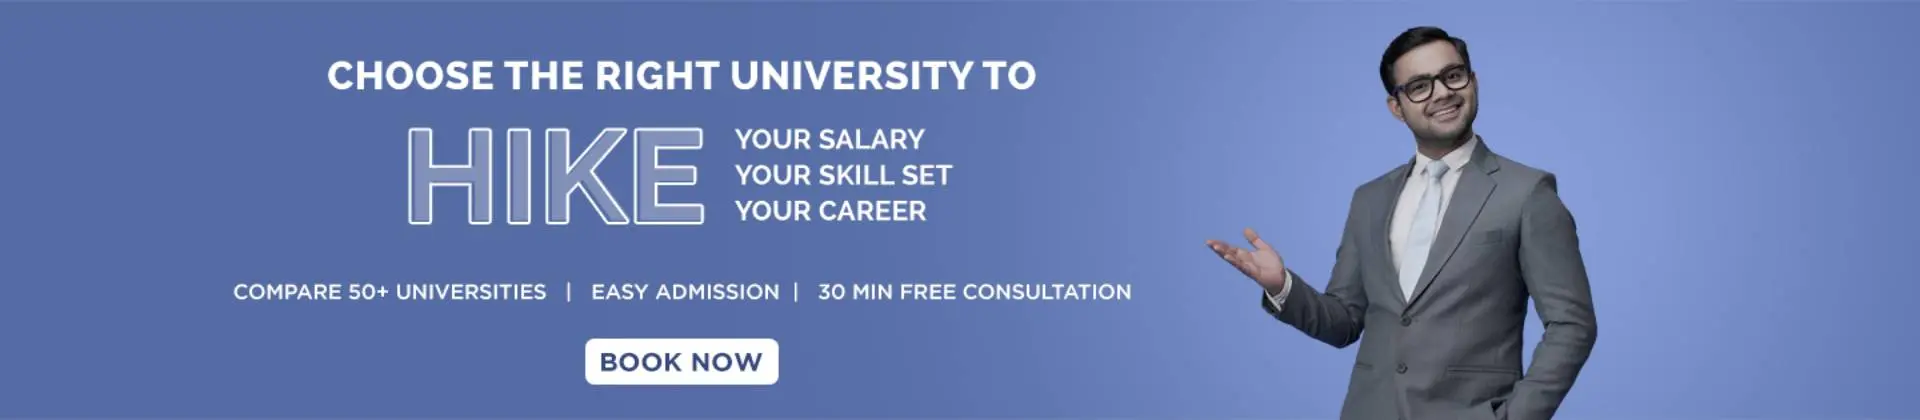 CHOOSE THE RIGHT UNIVERSITY TO
HIKE
YOUR SALARY
YOUR SKILL SET
YOUR CAREER
COMPARE 50+ UNIVERSITIES | EASY ADMISSION | 30 MIN FREE CONSULTATION
BOOK NOW